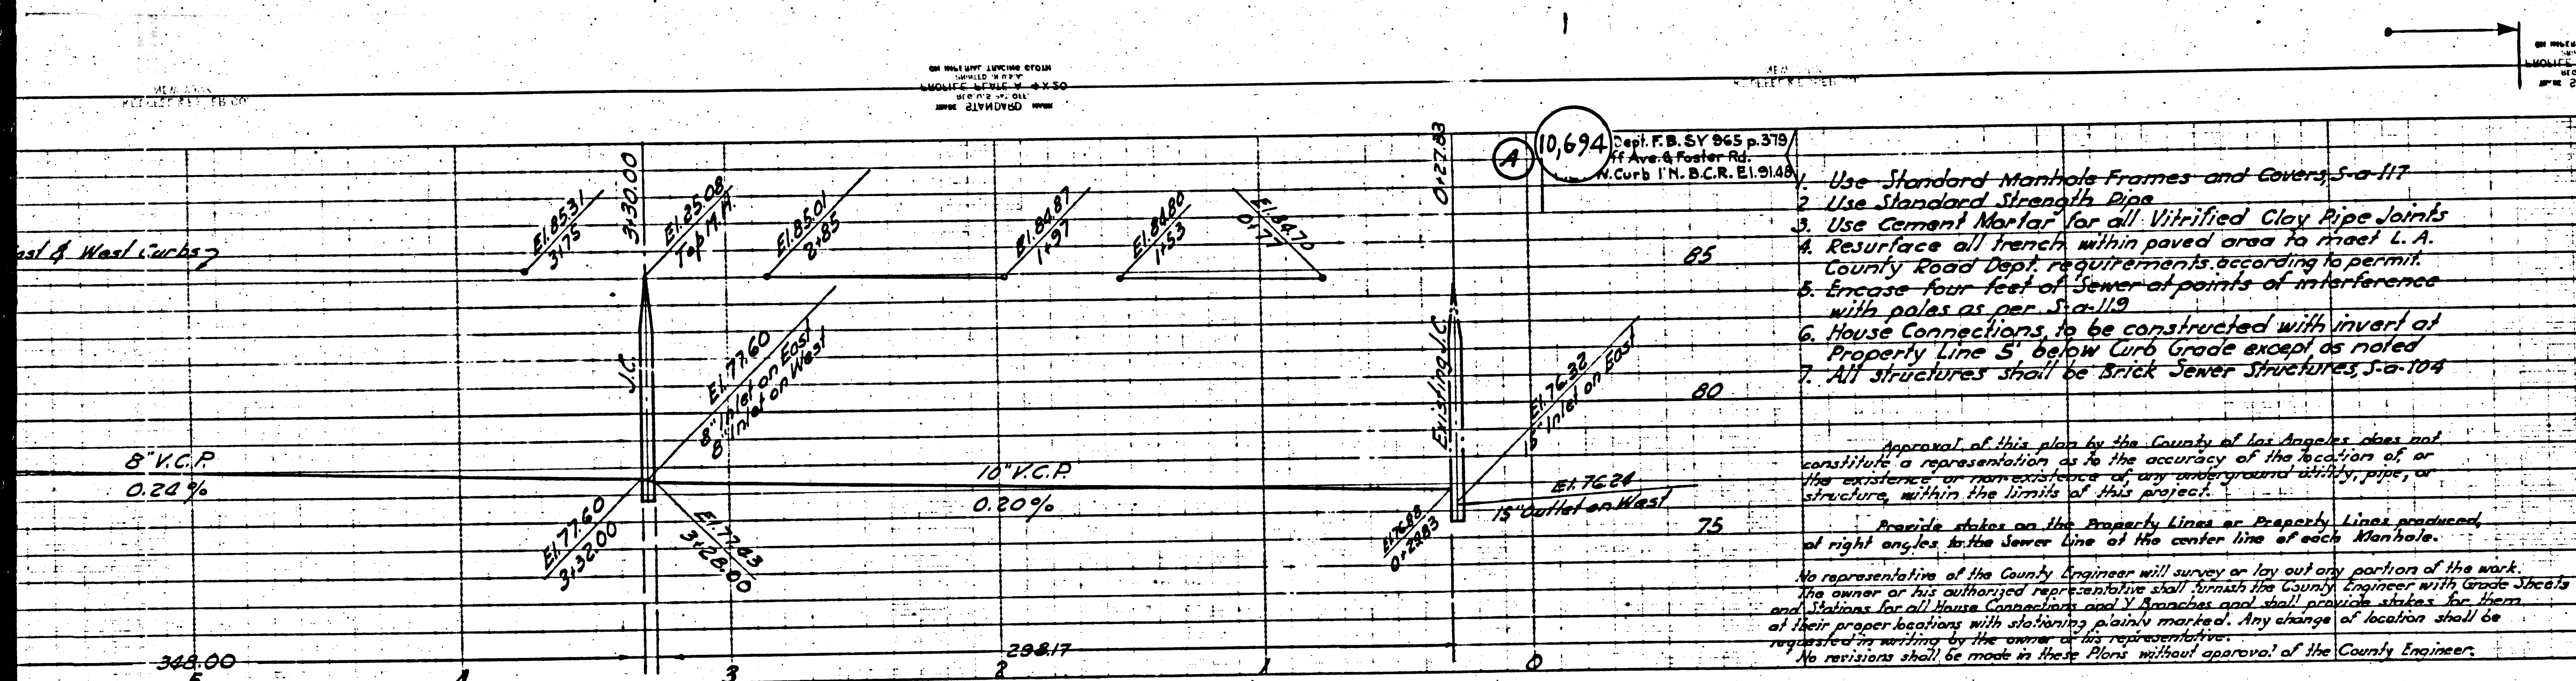 STANDARD
PROFILE PLATE A 4 X 20
ON IMPERIAL TRACING CLOTH
A
10,694
Dept. F.B. SY 965 p.379
ff Ave. & Foster Rd.
N. Curb 1' N. B.C.R. El. 91.48
& West Curbs
El. 85.31
3+75
3+30.00
El. 85.08
Top M.H.
El. 85.01
2+85
El. 84.87
1+97
El. 84.80
1+53
El. 84.70
0+77
0+27.83
85
80
75
J.C.
El. 77.60
8" Inlet on East
8" Inlet on West
Existing J.C.
El. 76.32
15" Inlet on East
8" V.C.P.
0.24 %
10" V.C.P.
0.20 %
El. 77.60
3+32.00
El. 77.43
3+28.00
El. 76.88
0+29.83
El. 76.24
15" Outlet on West
348.00
298.17
5
4
3
2
1
0
1. Use Standard Manhole Frames and Covers, S-a-117
2 Use Standard Strength Pipe
3. Use Cement Mortar for all Vitrified Clay Pipe Joints
4. Resurface all trench within paved area to meet L. A.
County Road Dept. requirements according to permit.
5. Encase four feet of Sewer at points of interference
with poles as per S-a-119
6. House Connections to be constructed with invert at
Property Line 5' below Curb Grade except as noted
7. All structures shall be Brick Sewer Structures, S-a-104
Approval of this plan by the County of Los Angeles does not
constitute a representation as to the accuracy of the location of, or
the existence or non-existence of, any underground utility, pipe, or
structure, within the limits of this project.
Provide stakes on the Property Lines or Property Lines produced,
at right angles to the Sewer Line at the center line of each Manhole.
No representative of the County Engineer will survey or lay out any portion of the work.
The owner or his authorized representative shall furnish the County Engineer with Grade Sheets
and Stations for all House Connections and Y Branches and shall provide stakes for them
at their proper locations with stationing plainly marked. Any change of location shall be
requested in writing by the owner or his representative.
No revisions shall be made in these Plans without approval of the County Engineer.